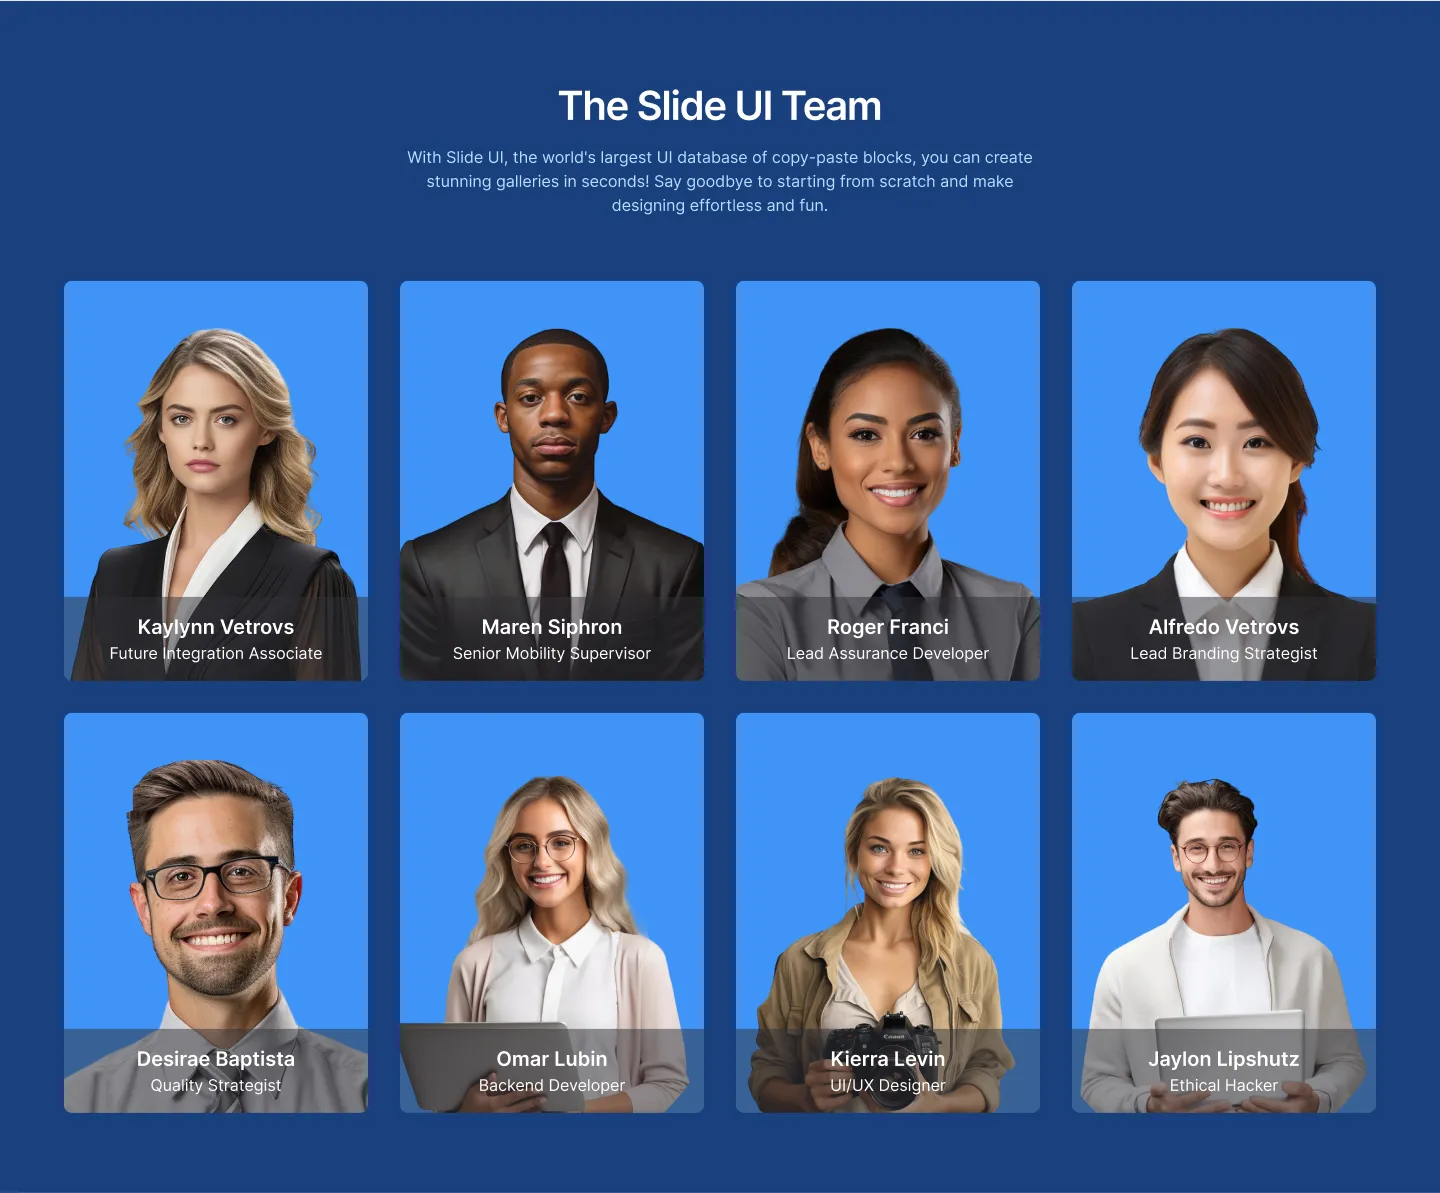 The Slide UI Team
With Slide UI, the world's largest UI database of copy-paste blocks, you can create
stunning galleries in seconds! Say goodbye to starting from scratch and make
designing effortless and fun.
Kaylynn Vetrovs
Future Integration Associate
Maren Siphron
Senior Mobility Supervisor
Roger Franci
Lead Assurance Developer
Alfredo Vetrovs
Lead Branding Strategist
Desirae Baptista
Quality Strategist
Omar Lubin
Backend Developer
Canon
Kierra Levin
UI/UX Designer
Jaylon Lipshutz
Ethical Hacker